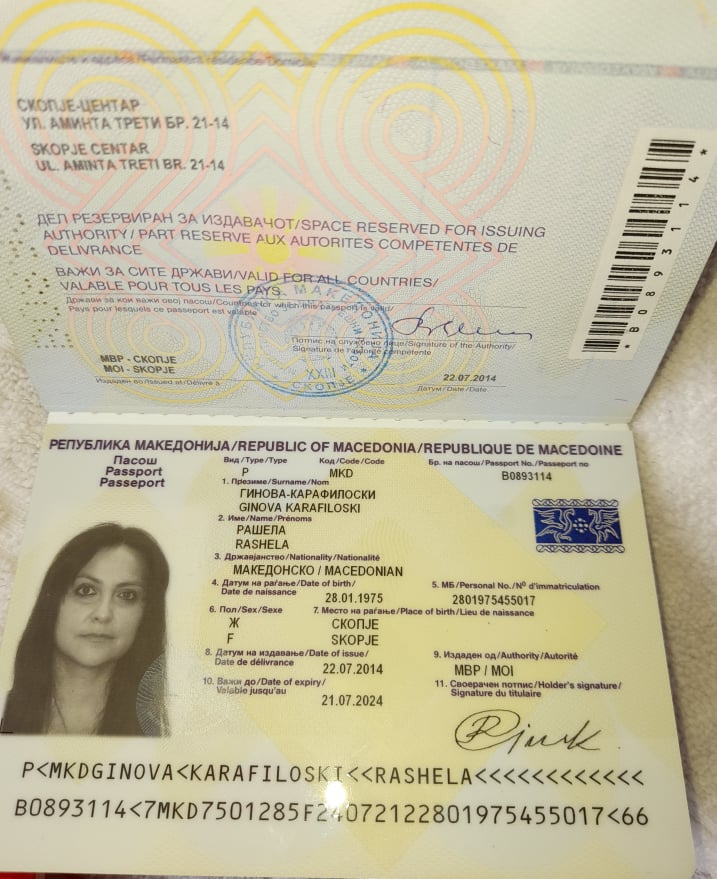 СКОПЈЕ-ЦЕНТАР
УЛ. АМИНТА ТРЕТИ БР. 21-14
SKOPJE CENTAR
UL. AMINTA TRETI BR. 21-14
ДЕЛ РЕЗЕРВИРАН ЗА ИЗДАВАЧОТ/SPACE RESERVED FOR ISSUING
AUTHORITY/ PART RESERVE AUX AUTORITES COMPETENTES DE
DELIVRANCE
ВАЖИ ЗА СИТЕ ДРЖАВИ/VALID FOR ALL COUNTRIES/
VALABLE POUR TOUS LES PAYS
Држави за кои важи овој пасош/Countries for which this passport is valid/
Pays pour lesquels ce passeport est valable
Потпис на службено лице/Signature of the Authority/
Signature de l'autorité compétente
XXIII
СКОПЈЕ
МВР - СКОПЈЕ
MOI - SKOPJE
22.07.2014
Издаден од/Issued at/Délivré à
Датум/Date/Date
*B0893114*
РЕПУБЛИКА МАКЕДОНИЈА/REPUBLIC OF MACEDONIA/REPUBLIQUE DE MACEDOINE
Пасош
Passport
Passeport
Вид/Type/Type
Код/Code/Code
Бр. на пасош/Passport No./Passeport no
P
MKD
B0893114
1. Презиме/Surname/Nom
ГИНОВА-КАРАФИЛОСКИ
GINOVA KARAFILOSKI
2. Име/Name/Prénoms
РАШЕЛА
RASHELA
3. Државјанство/Nationality/Nationalité
МАКЕДОНСКО / MACEDONIAN
4. Датум на раѓање/Date of birth/
Date de naissance
28.01.1975
5. МБ/Personal No./Nº d'immatriculation
2801975455017
6. Пол/Sex/Sexe
7. Место на раѓање/Place of birth/Lieu de naissance
Ж
СКОПЈЕ
F
SKOPJE
8. Датум на издавање/Date of issue/
Date de délivrance
22.07.2014
9. Издаден од/Authority/Autorité
МВР / MOI
10. Важи до/Date of expiry/
Valable jusqu'au
21.07.2024
11. Своерачен потпис/Holder's signature/
Signature du titulaire
P<MKDGINOVA<KARAFILOSKI<<RASHELA<<<<<<<<<<<<
B0893114<7MKD7501285F24072122801975455017<66